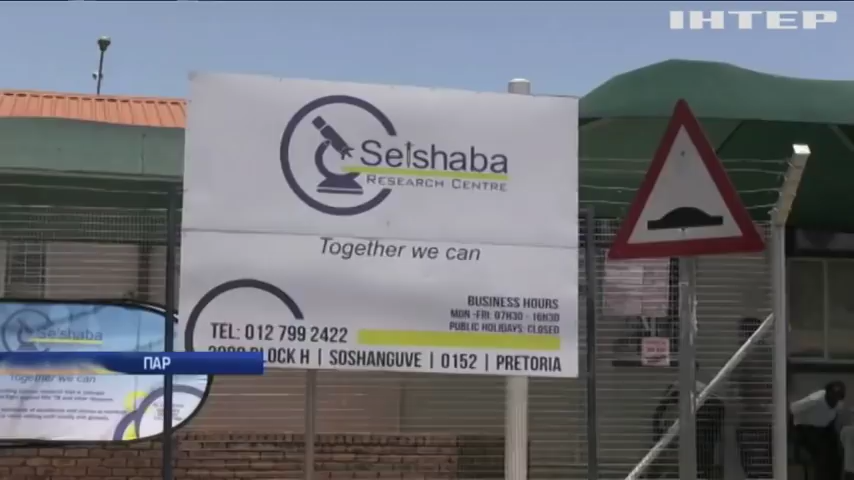 ІНТЕР
Setshaba
RESEARCH CENTRE
Together we can
BUSINESS HOURS
MON -FRI: 07H30 - 16H30
PUBLIC HOLIDAYS: CLOSED
TEL: 012 799 2422
BLOCK H | SOSHANGUVE | 0152 | PRETORIA
ПАР
Setshaba
Together we can